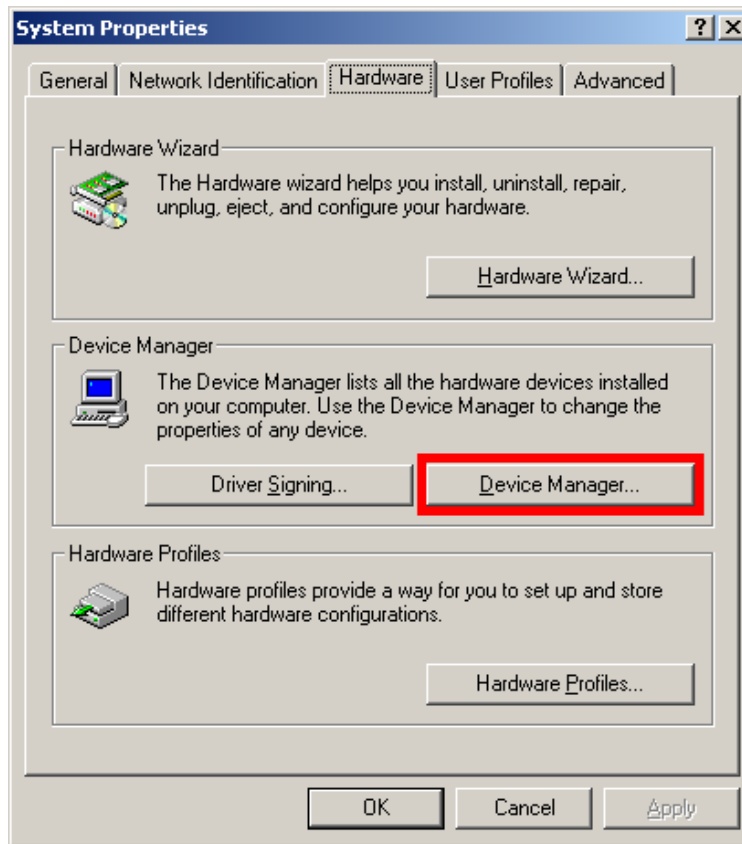 System Properties
General Network Identification Hardware User Profiles Advanced
Hardware Wizard
The Hardware wizard helps you install, uninstall, repair,
unplug, eject, and configure your hardware.
Hardware Wizard...
Device Manager
The Device Manager lists all the hardware devices installed
on your computer. Use the Device Manager to change the
properties of any device.
Driver Signing... Device Manager...
Hardware Profiles
Hardware profiles provide a way for you to set up and store
different hardware configurations.
Hardware Profiles...
OK Cancel Apply